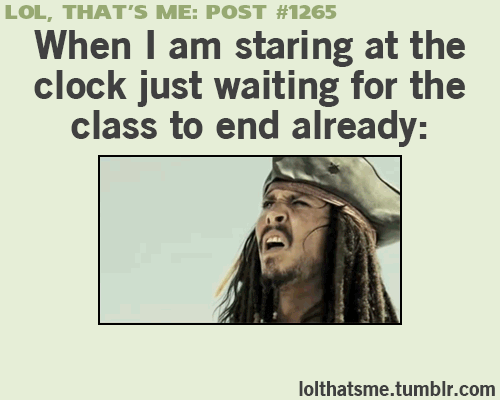 LOL, THAT'S ME: POST #1265
When I am staring at the
clock just waiting for the
class to end already:
lolthatsme.tumblr.com